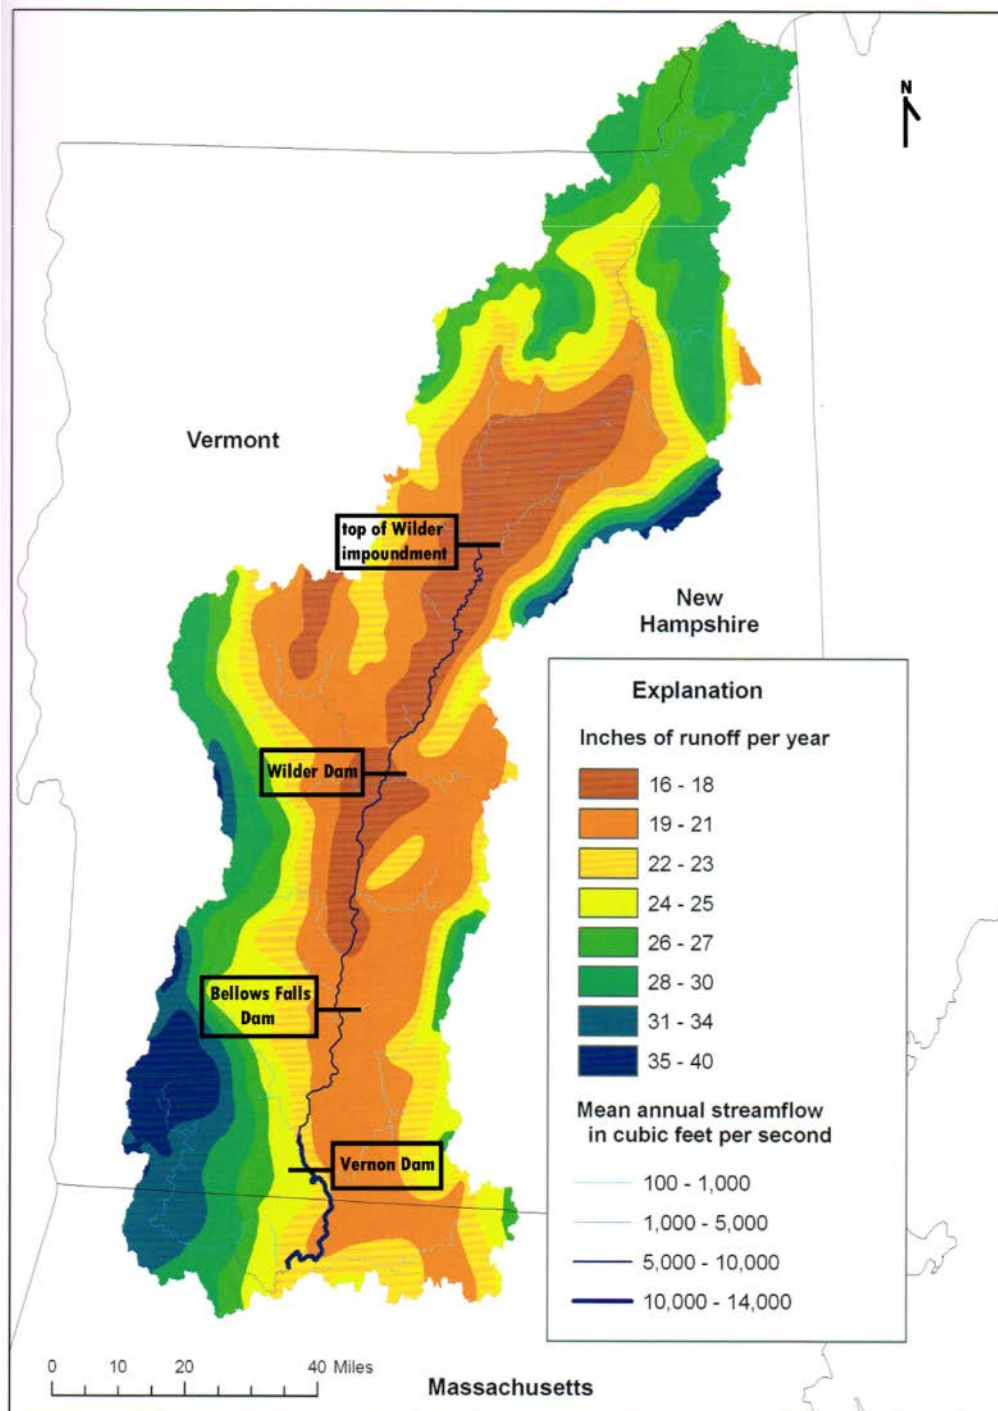 N
Vermont
top of Wilder
impoundment
New
Hampshire
Wilder Dam
Bellows Falls
Dam
Vernon Dam
Explanation
Inches of runoff per year
16 - 18
19 - 21
22 - 23
24 - 25
26 - 27
28 - 30
31 - 34
35 - 40
Mean annual streamflow
in cubic feet per second
100 - 1,000
1,000 - 5,000
5,000 - 10,000
10,000 - 14,000
0 10 20 40 Miles
Massachusetts